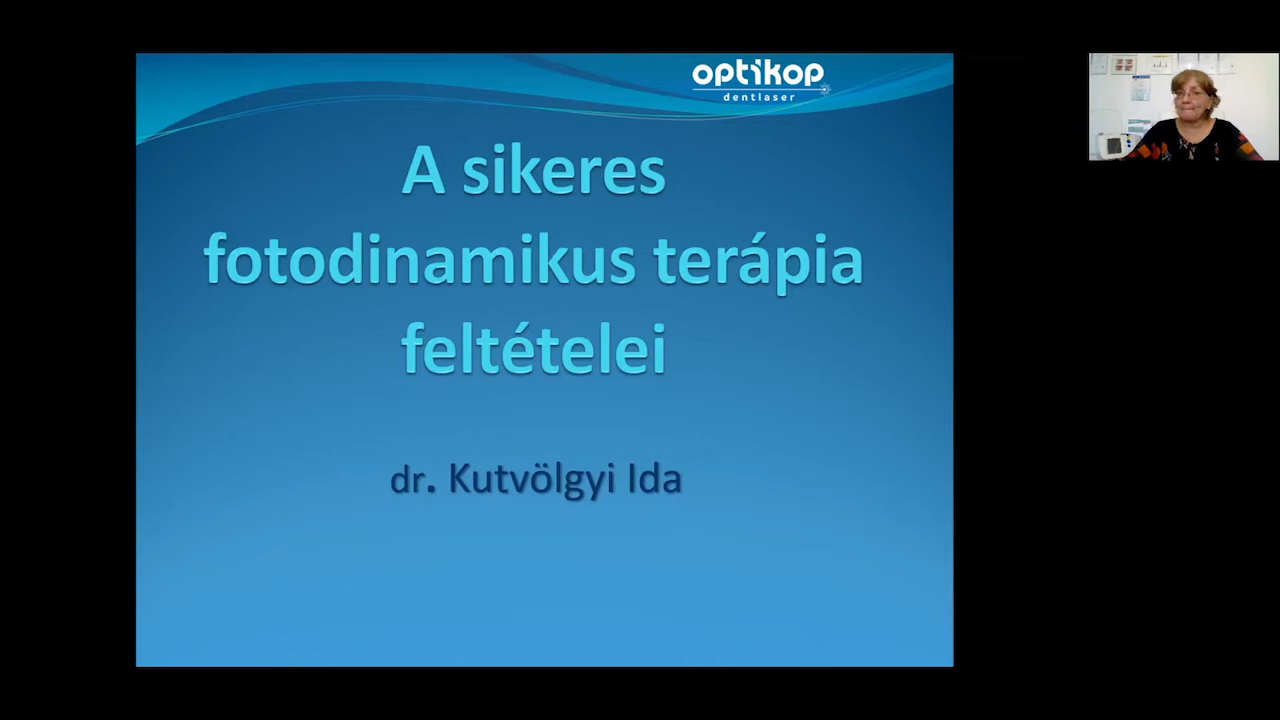 optikop
dentlaser
A sikeres
fotodinamikus terápia
feltételei
dr. Kutvölgyi Ida